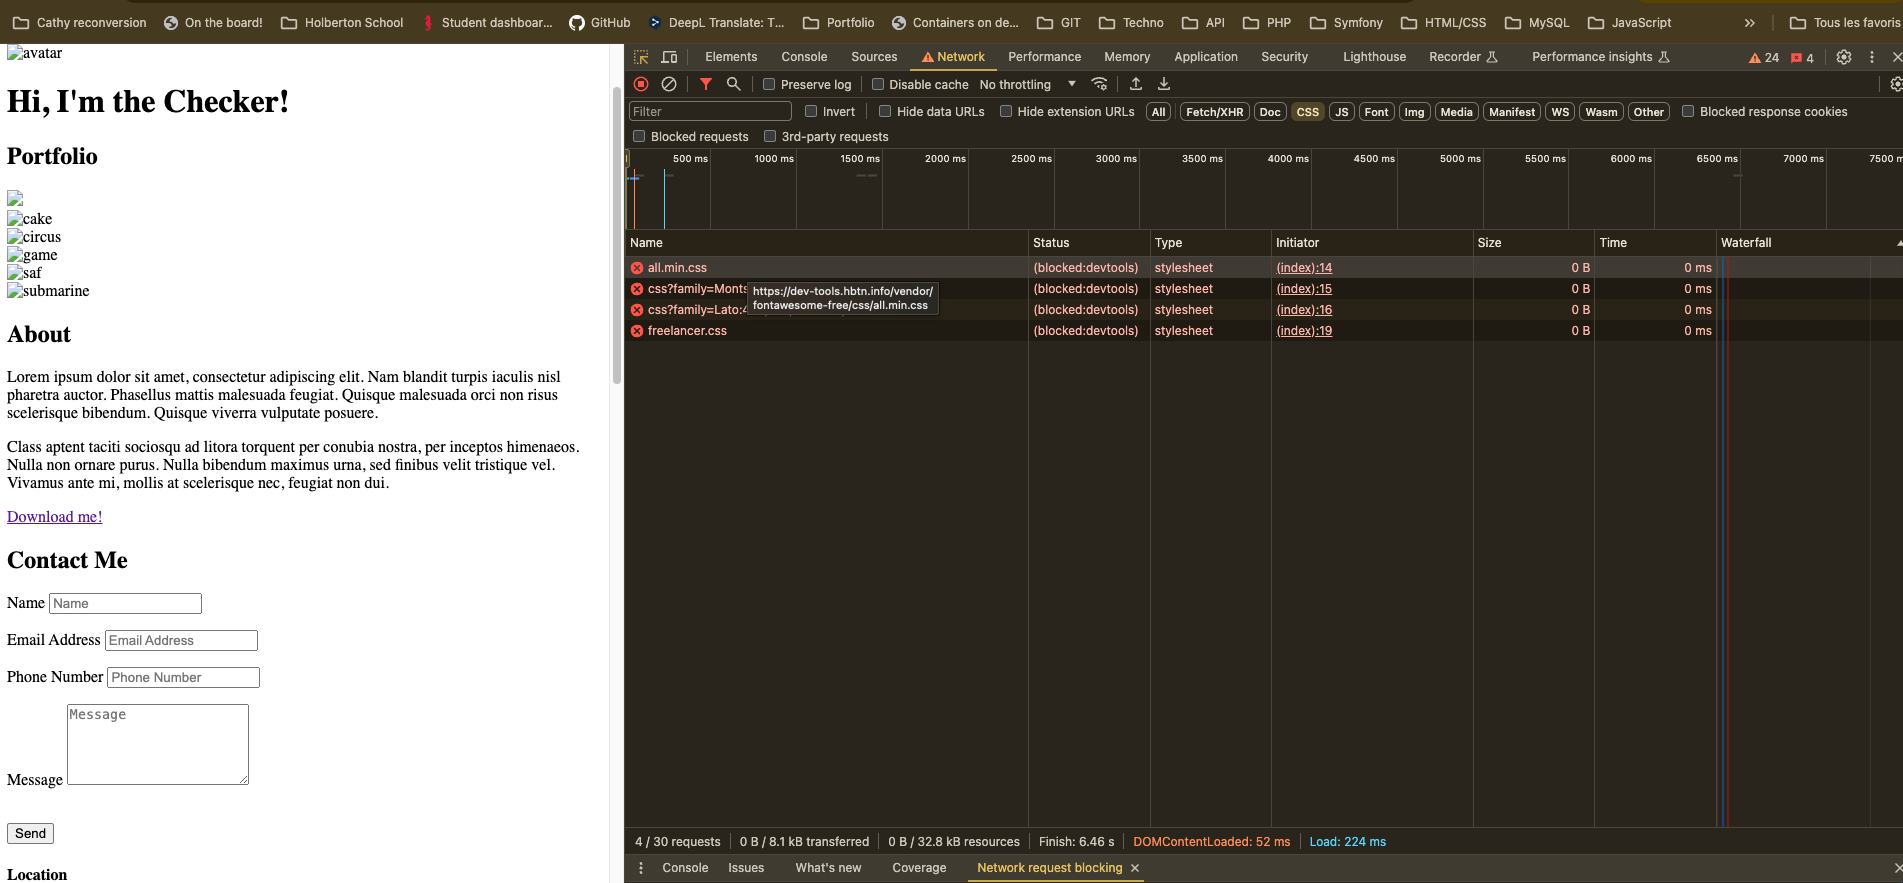 Cathy reconversion On the board! Holberton School Student dashboar... GitHub DeepL Translate: T... Portfolio Containers on de... GIT Techno API PHP Symfony HTML/CSS MySQL JavaScript » Tous les favoris
avatar
Hi, I'm the Checker!
Portfolio
cake
circus
game
saf
submarine
About
Lorem ipsum dolor sit amet, consectetur adipiscing elit. Nam blandit turpis iaculis nisl
pharetra auctor. Phasellus mattis malesuada feugiat. Quisque malesuada orci non risus
scelerisque bibendum. Quisque viverra vulputate posuere.
Class aptent taciti sociosqu ad litora torquent per conubia nostra, per inceptos himenaeos.
Nulla non ornare purus. Nulla bibendum maximus urna, sed finibus velit tristique vel.
Vivamus ante mi, mollis at scelerisque nec, feugiat non dui.
Download me!
Contact Me
Name Name
Email Address Email Address
Phone Number Phone Number
Message
Message
Send
Location
Elements Console Sources Network Performance Memory Application Security Lighthouse Recorder Performance insights 24 4
Preserve log Disable cache No throttling
Filter Invert Hide data URLs Hide extension URLs All Fetch/XHR Doc CSS JS Font Img Media Manifest WS Wasm Other Blocked response cookies
Blocked requests 3rd-party requests
500 ms 1000 ms 1500 ms 2000 ms 2500 ms 3000 ms 3500 ms 4000 ms 4500 ms 5000 ms 5500 ms 6000 ms 6500 ms 7000 ms 7500 m
Name Status Type Initiator Size Time Waterfall
all.min.css (blocked:devtools) stylesheet (index):14 0 B 0 ms
css?family=Monts (blocked:devtools) stylesheet (index):15 0 B 0 ms
https://dev-tools.hbtn.info/vendor/
fontawesome-free/css/all.min.css
css?family=Lato:4 (blocked:devtools) stylesheet (index):16 0 B 0 ms
freelancer.css (blocked:devtools) stylesheet (index):19 0 B 0 ms
4 / 30 requests 0 B / 8.1 kB transferred 0 B / 32.8 kB resources Finish: 6.46 s DOMContentLoaded: 52 ms Load: 224 ms
Console Issues What's new Coverage Network request blocking